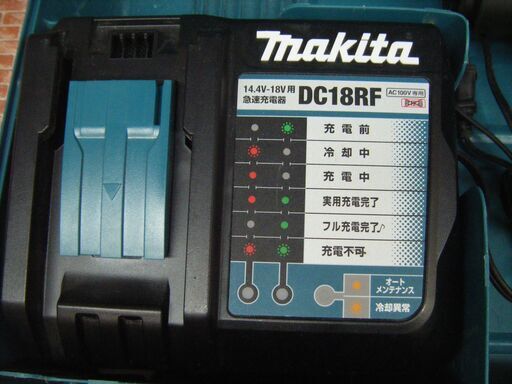 makita
14.4V-18V用
急速充電器
DC18RF
AC100V専用
充電前
冷却中
充電中
実用充電完了
フル充電完了♪
充電不可
オート
メンテナンス
冷却異常